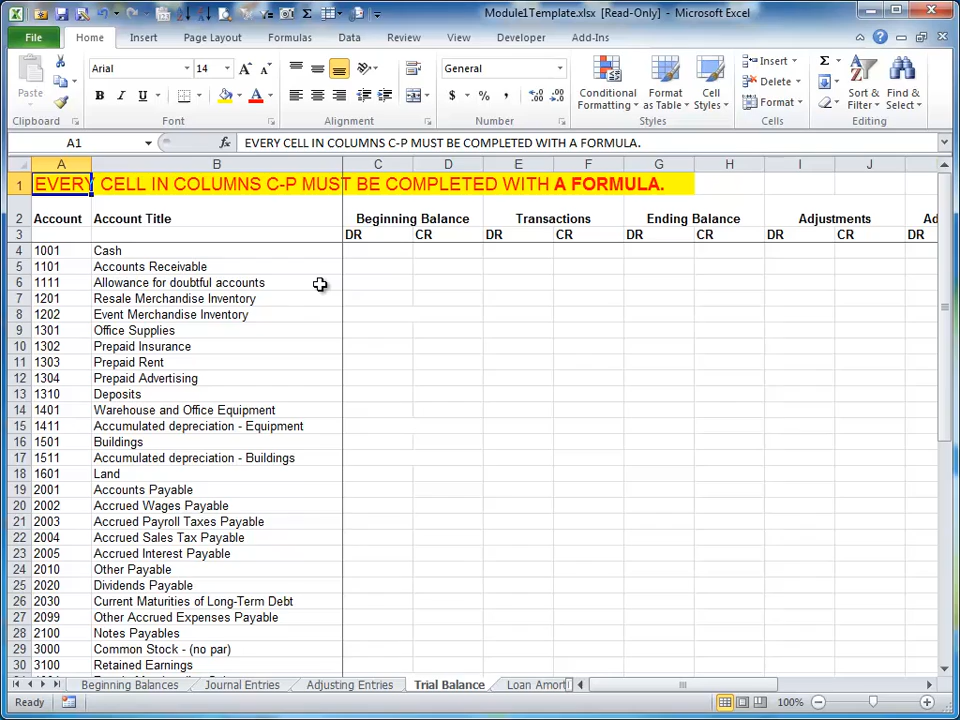 Module1Template.xlsx [Read-Only] - Microsoft Excel
File Home Insert Page Layout Formulas Data Review View Developer Add-Ins
Arial 14 General Insert
Paste Conditional Format Cell Delete Sort & Find &
Formatting as Table Styles Format Filter Select
Clipboard Font Alignment Number Styles Cells Editing
A1 fx EVERY CELL IN COLUMNS C-P MUST BE COMPLETED WITH A FORMULA.
A B C D E F G H I J
1 EVERY CELL IN COLUMNS C-P MUST BE COMPLETED WITH A FORMULA.
2 Account Account Title Beginning Balance Transactions Ending Balance Adjustments Ad
3 DR CR DR CR DR CR DR CR DR
4 1001 Cash
5 1101 Accounts Receivable
6 1111 Allowance for doubtful accounts
7 1201 Resale Merchandise Inventory
8 1202 Event Merchandise Inventory
9 1301 Office Supplies
10 1302 Prepaid Insurance
11 1303 Prepaid Rent
12 1304 Prepaid Advertising
13 1310 Deposits
14 1401 Warehouse and Office Equipment
15 1411 Accumulated depreciation - Equipment
16 1501 Buildings
17 1511 Accumulated depreciation - Buildings
18 1601 Land
19 2001 Accounts Payable
20 2002 Accrued Wages Payable
21 2003 Accrued Payroll Taxes Payable
22 2004 Accrued Sales Tax Payable
23 2005 Accrued Interest Payable
24 2010 Other Payable
25 2020 Dividends Payable
26 2030 Current Maturities of Long-Term Debt
27 2099 Other Accrued Expenses Payable
28 2100 Notes Payables
29 3000 Common Stock - (no par)
30 3100 Retained Earnings
Beginning Balances Journal Entries Adjusting Entries Trial Balance Loan Amorti
Ready 100%